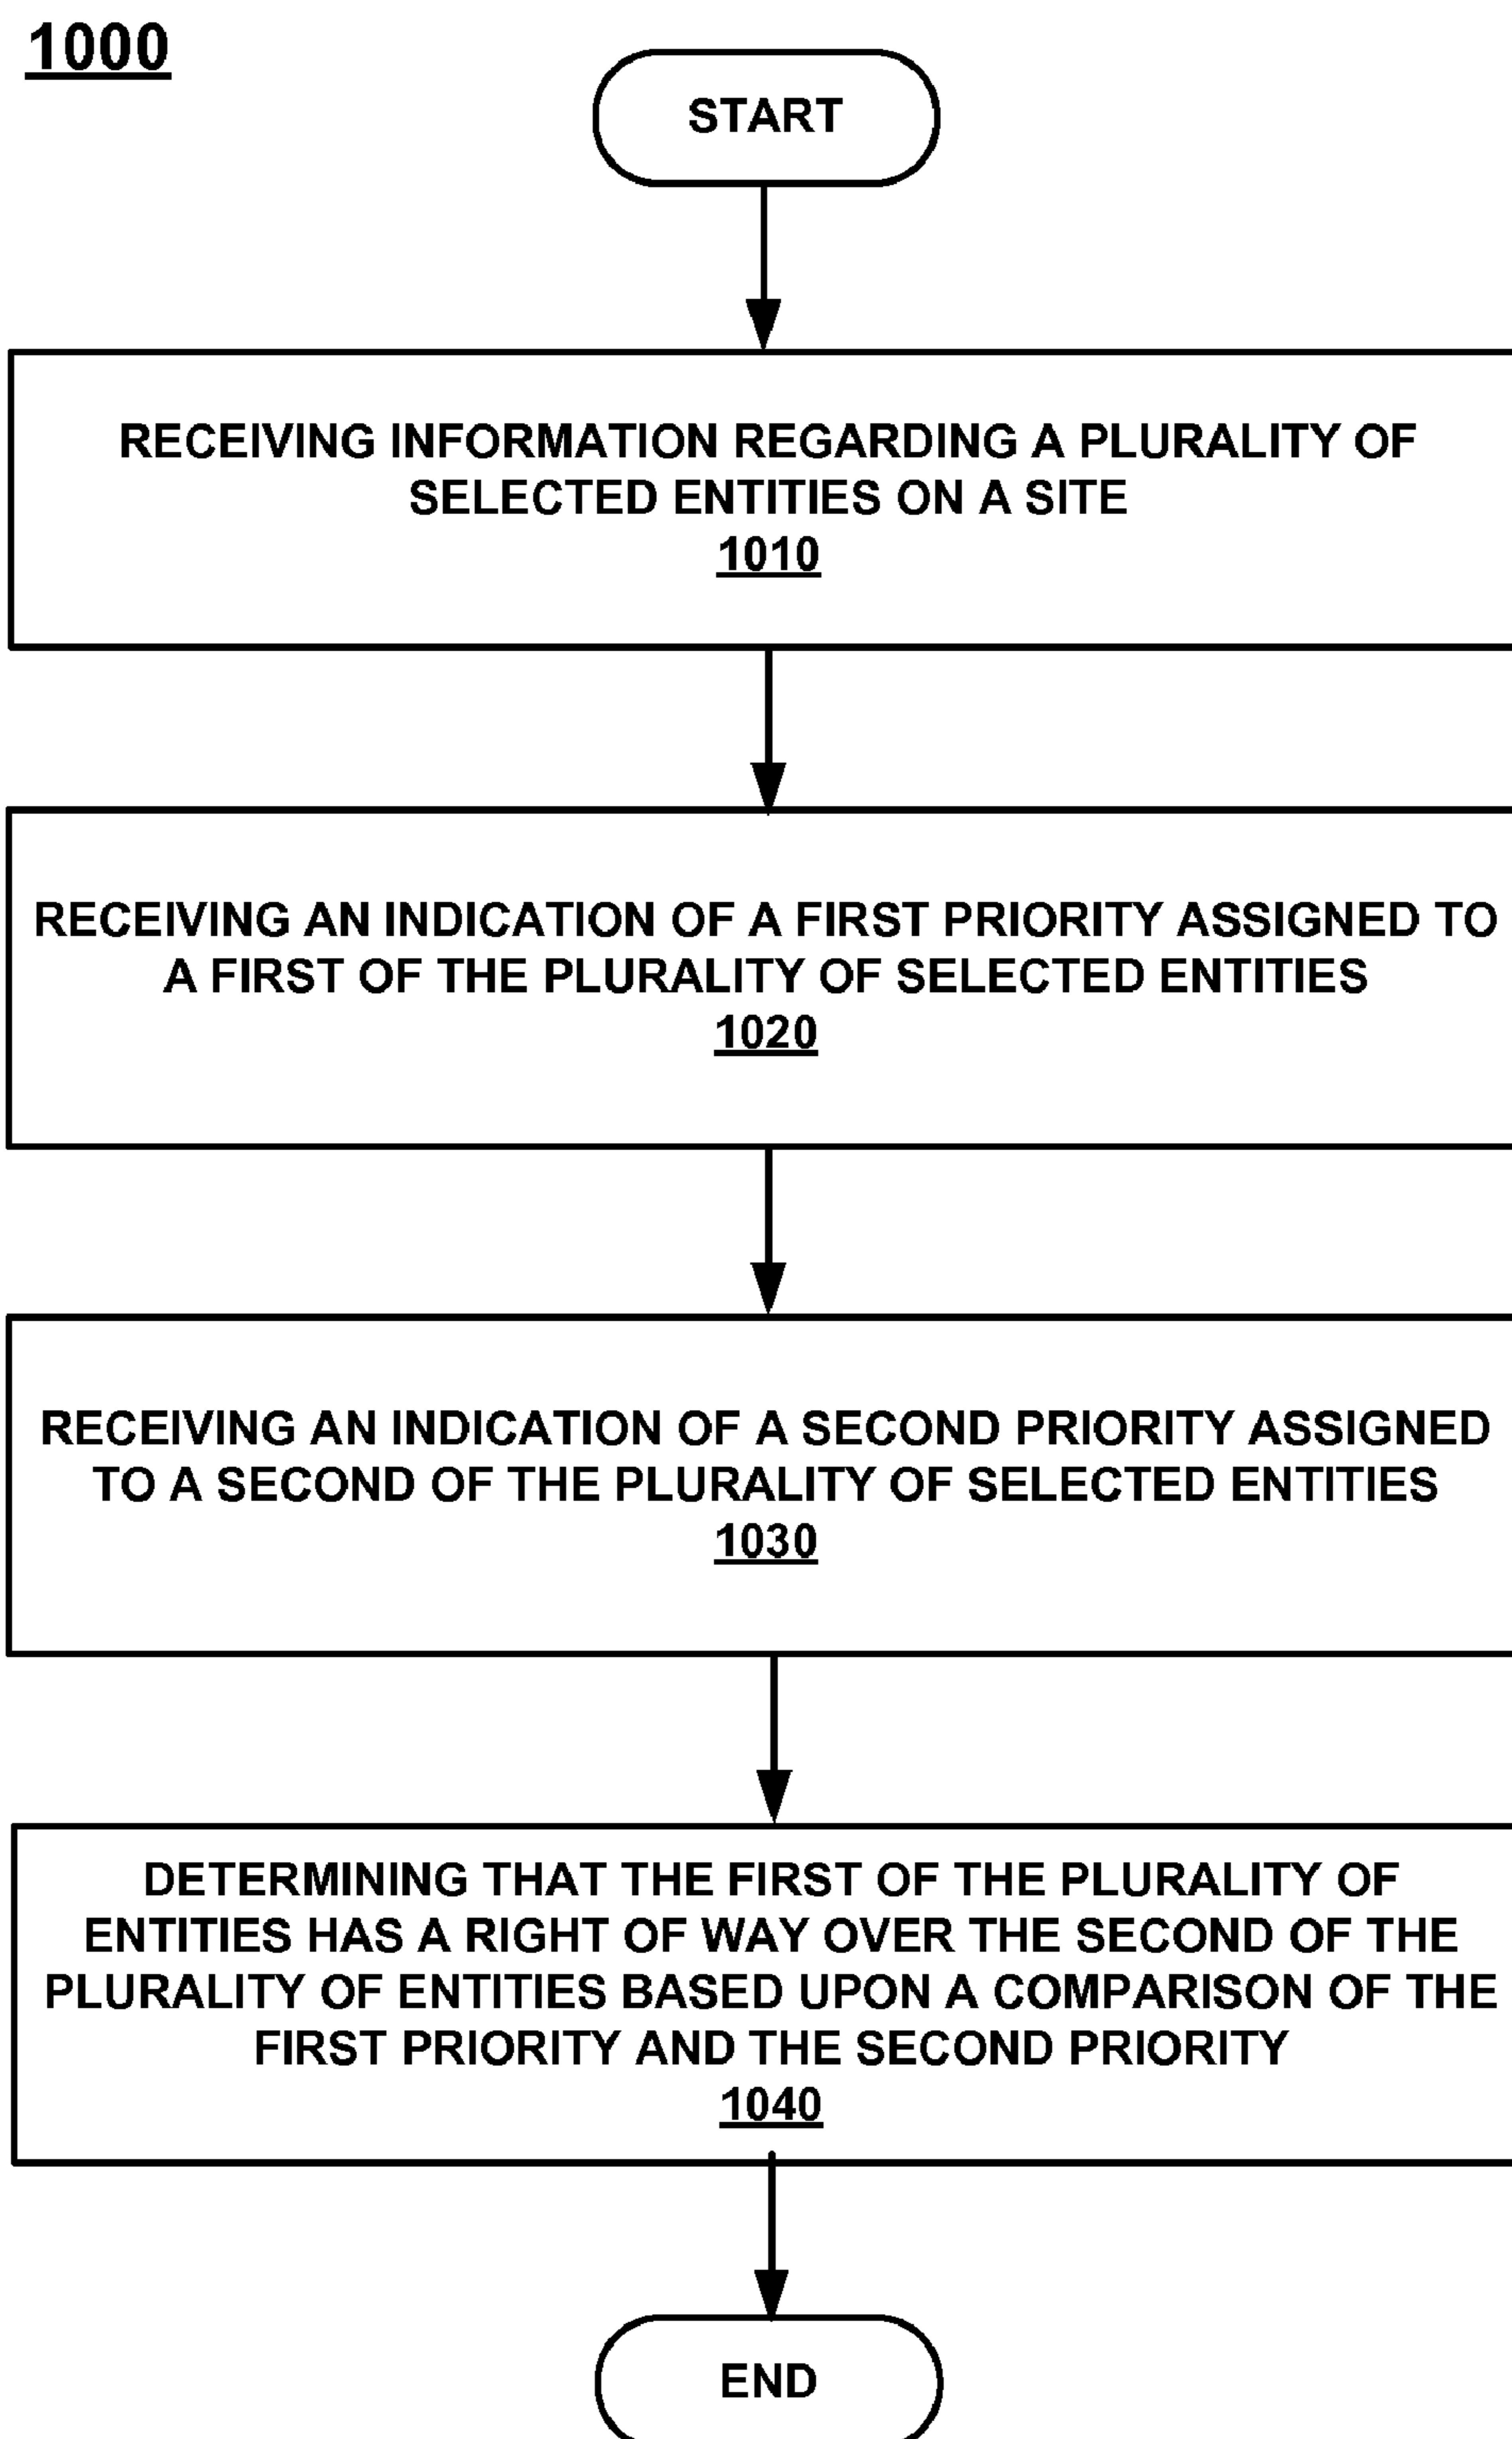 1000
START
RECEIVING INFORMATION REGARDING A PLURALITY OF
SELECTED ENTITIES ON A SITE
1010
RECEIVING AN INDICATION OF A FIRST PRIORITY ASSIGNED TO
A FIRST OF THE PLURALITY OF SELECTED ENTITIES
1020
RECEIVING AN INDICATION OF A SECOND PRIORITY ASSIGNED
TO A SECOND OF THE PLURALITY OF SELECTED ENTITIES
1030
DETERMINING THAT THE FIRST OF THE PLURALITY OF
ENTITIES HAS A RIGHT OF WAY OVER THE SECOND OF THE
PLURALITY OF ENTITIES BASED UPON A COMPARISON OF THE
FIRST PRIORITY AND THE SECOND PRIORITY
1040
END